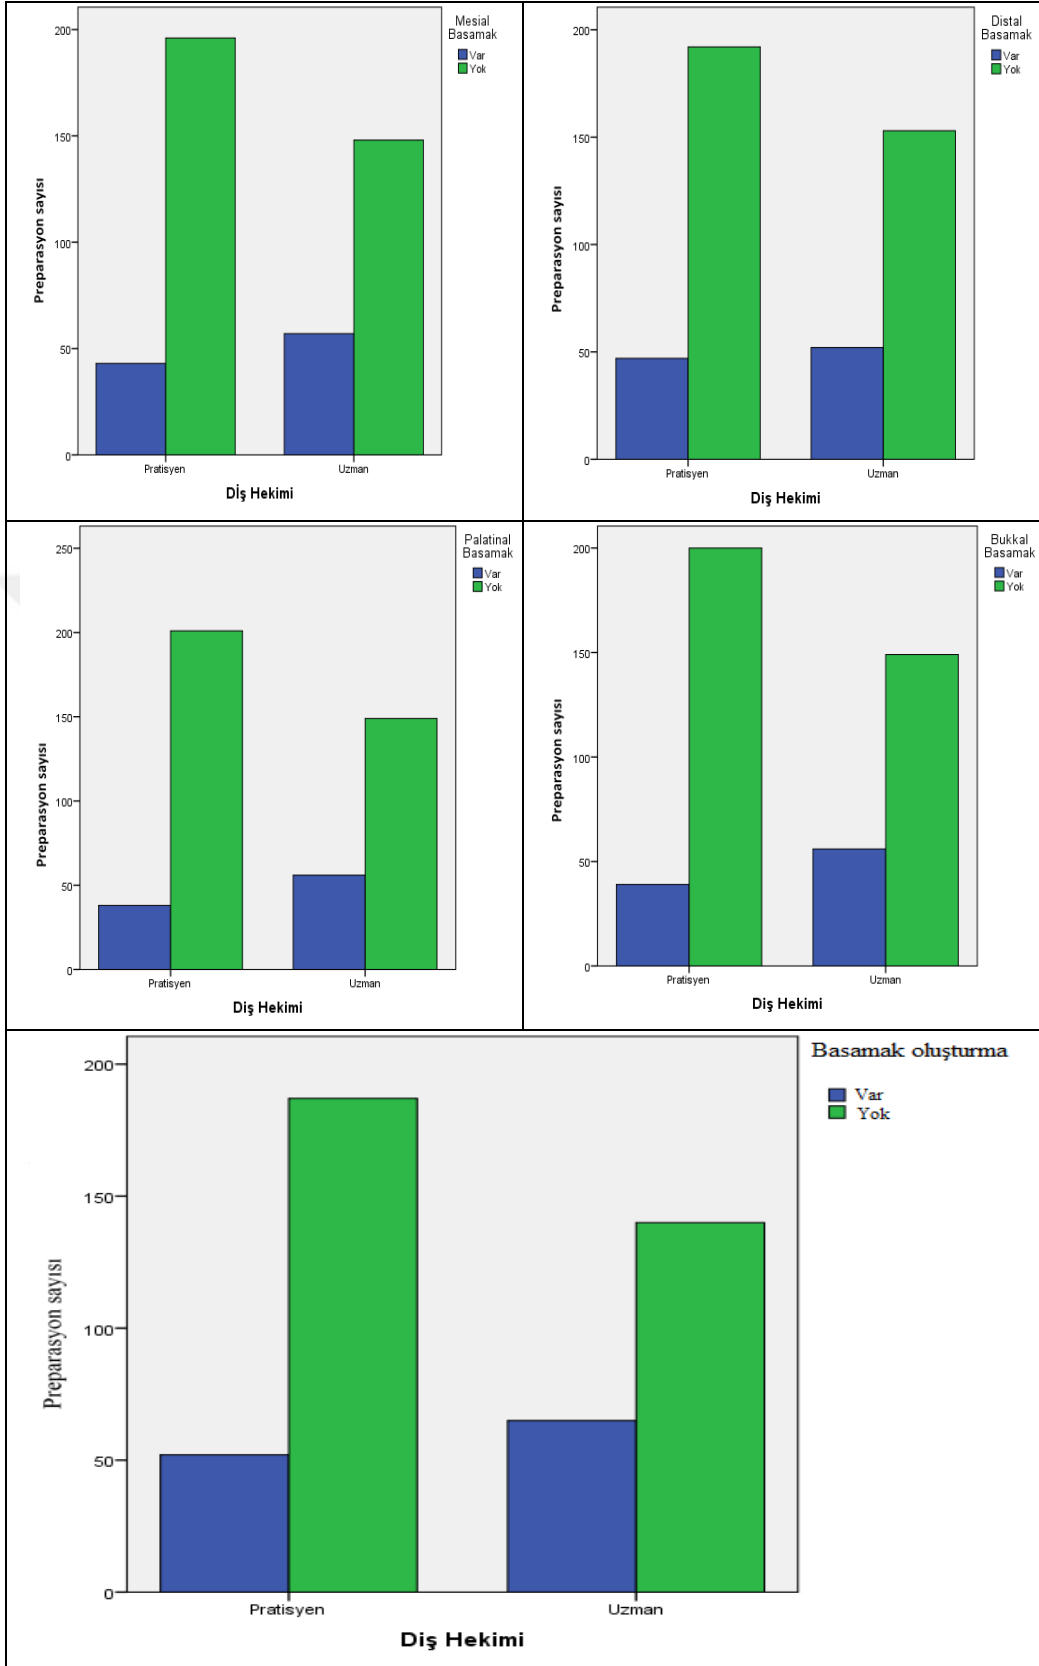 Mesial
Basamak
Var
Yok
200
150
100
50
0
Preparasyon sayısı
Pratisyen
Uzman
Dİş Hekimi
Distal
Basamak
Var
Yok
200
150
100
50
0
Preparasyon sayısı
Pratisyen
Uzman
Diş Hekimi
Palatinal
Basamak
Var
Yok
250
200
150
100
50
0
Preparasyon sayısı
Pratisyen
Uzman
Diş Hekimi
Bukkal
Basamak
Var
Yok
200
150
100
50
0
Preparasyon sayısı
Pratisyen
Uzman
Diş Hekimi
Basamak oluşturma
Var
Yok
200
150
100
50
0
Preparasyon sayısı
Pratisyen
Uzman
Diş Hekimi